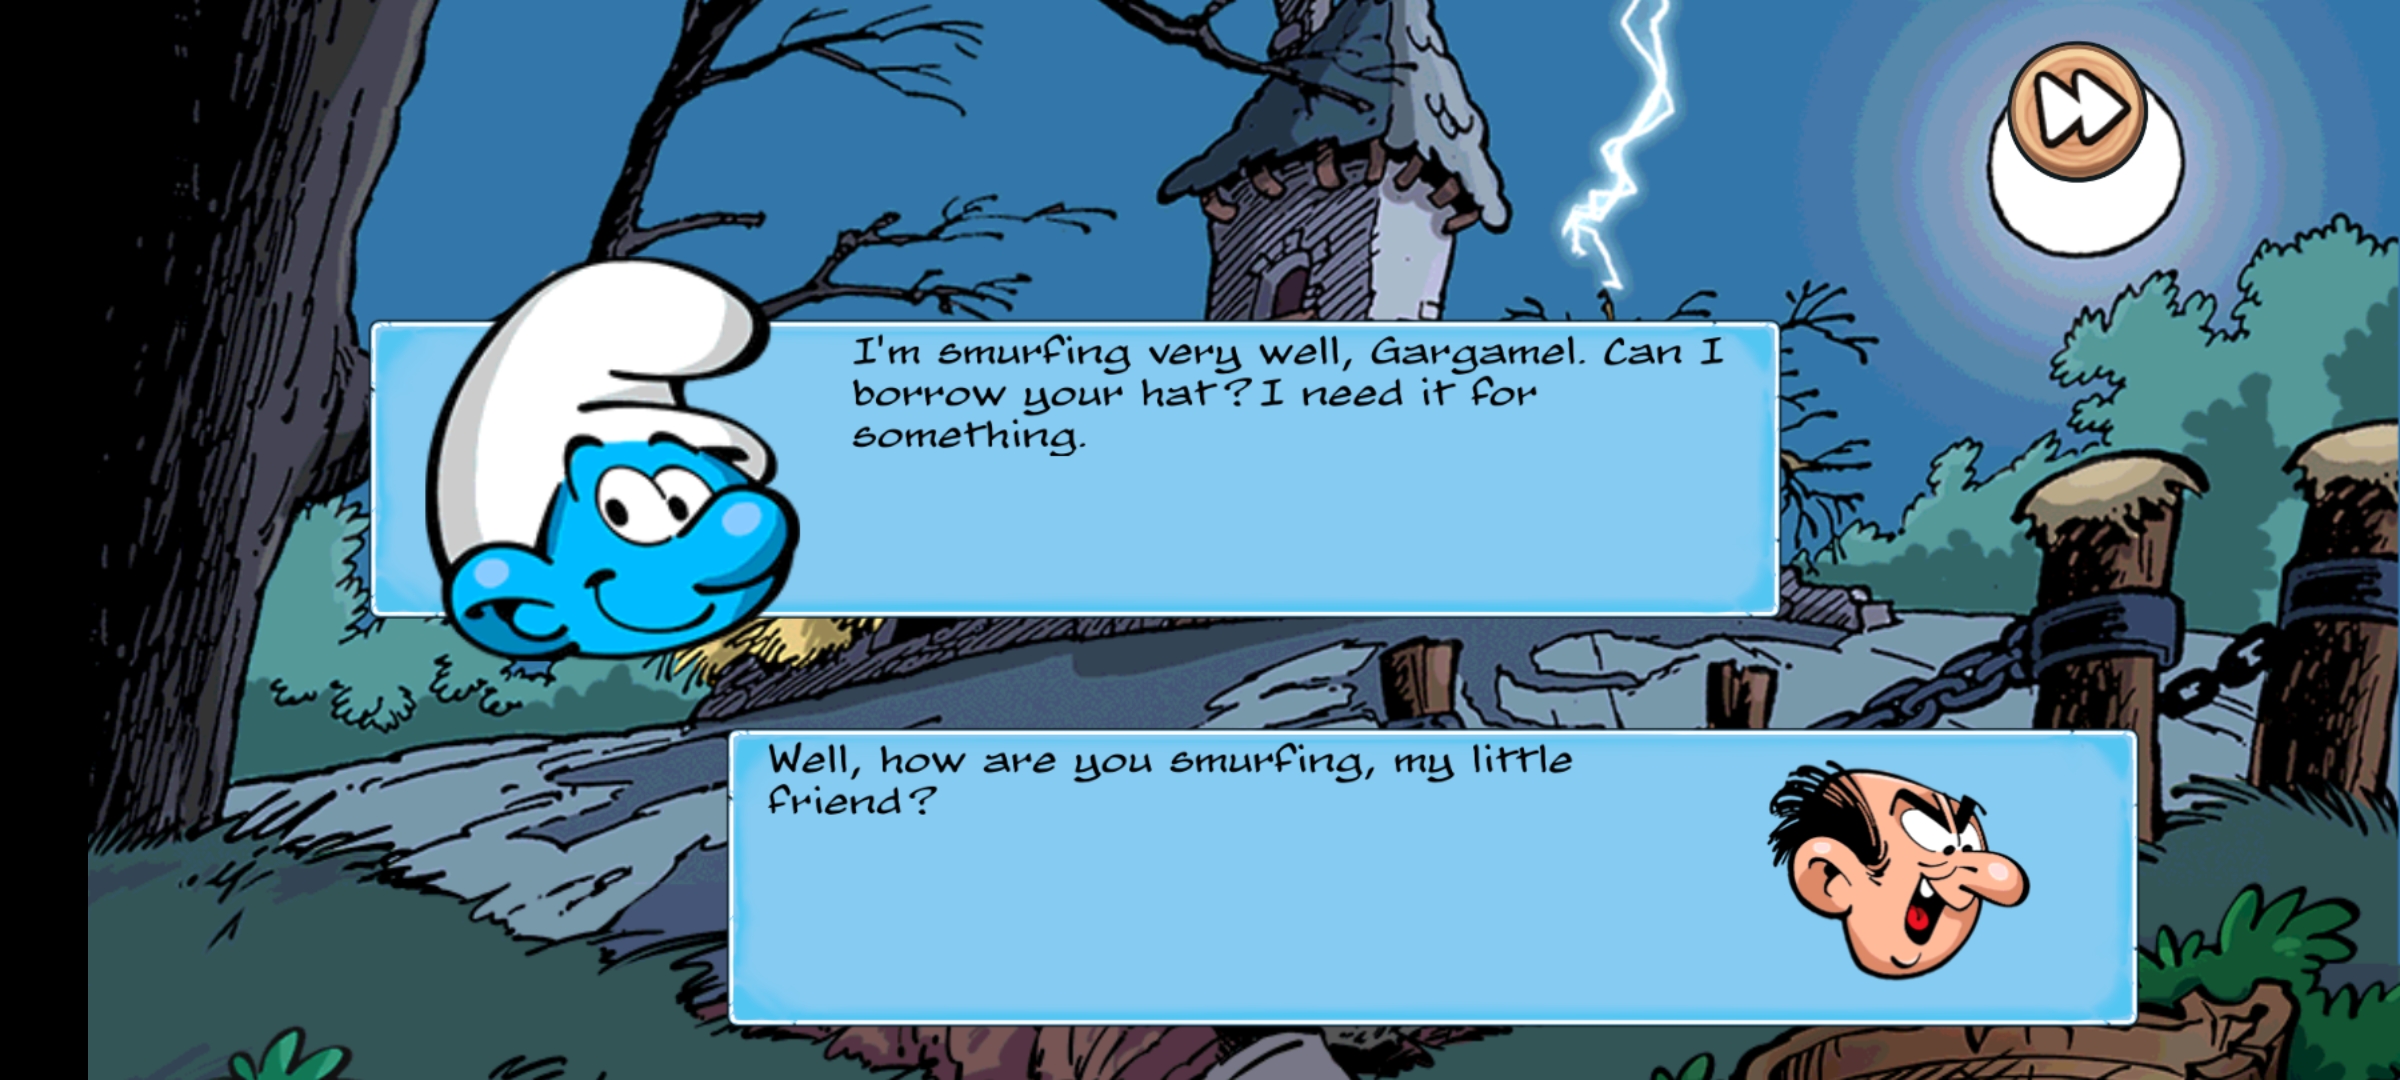 I'm smurfing very well, Gargamel. Can I
borrow your hat? I need it for
something.
Well, how are you smurfing, my little
friend?